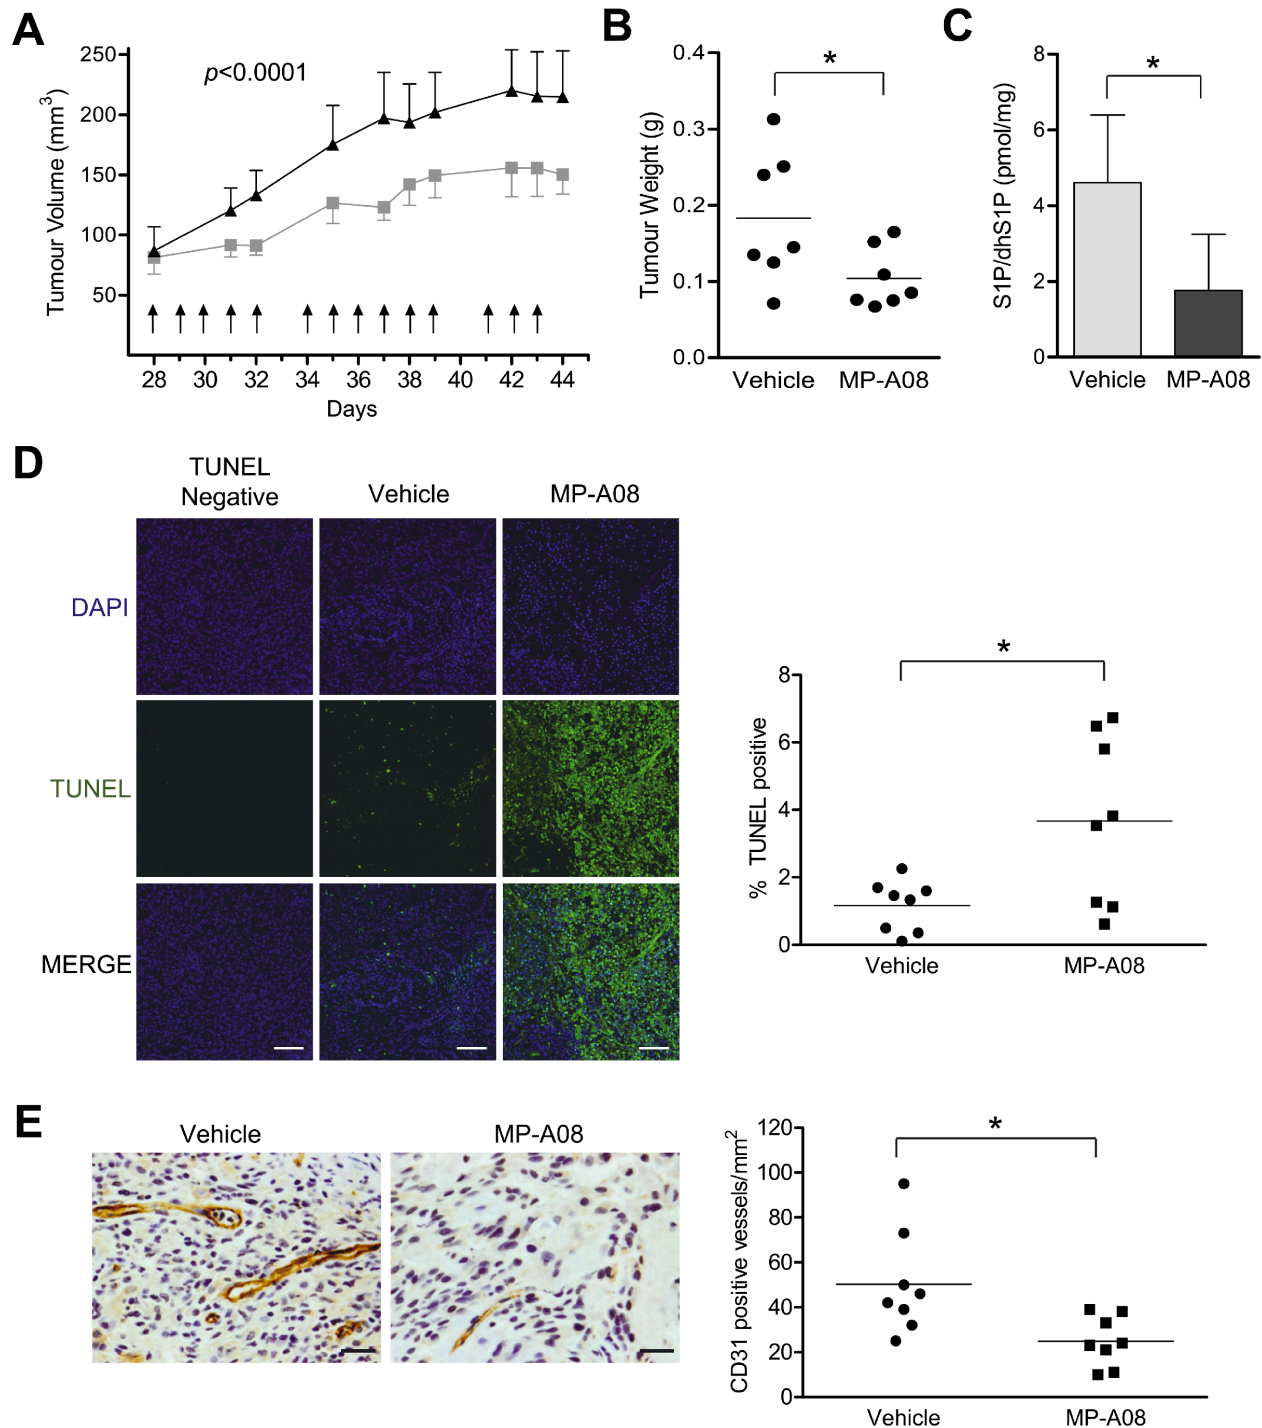 A
p<0.0001
Tumour Volume (mm3)
250
200
150
100
50
28 30 32 34 36 38 40 42 44
Days
B
Tumour Weight (g)
0.4
0.3
0.2
0.1
0.0
*
Vehicle MP-A08
C
S1P/dhS1P (pmol/mg)
8
6
4
2
0
*
Vehicle MP-A08
D
TUNEL
Negative
Vehicle
MP-A08
DAPI
TUNEL
MERGE
% TUNEL positive
8
6
4
2
0
*
Vehicle MP-A08
E
Vehicle
MP-A08
CD31 positive vessels/mm2
120
100
80
60
40
20
0
*
Vehicle MP-A08